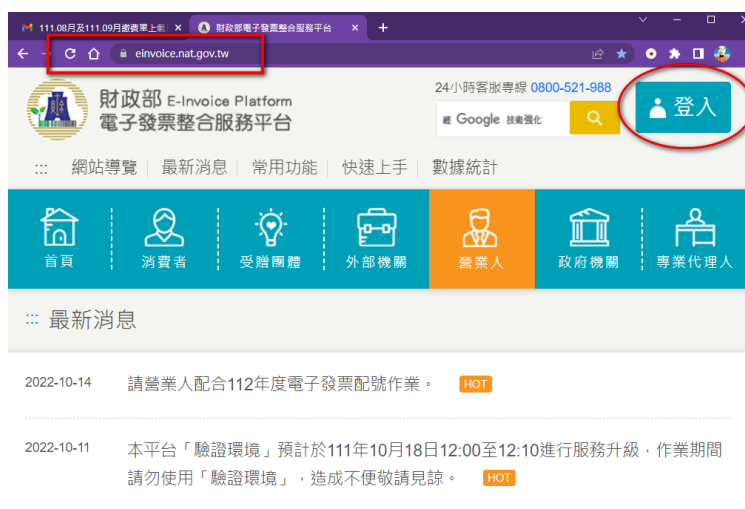 111.08月及111.09月繳費單上
財政部電子發票整合服務平台
einvoice.nat.gov.tw
財政部 E-Invoice Platform
電子發票整合服務平台
24小時客服專線 0800-521-988
經 Google 技術強化
登入
::: 網站導覽 最新消息 常用功能 快速上手 數據統計
首頁 消費者 受贈團體 外部機關 營業人 政府機關 專業代理人
::: 最新消息
2022-10-14 請營業人配合112年度電子發票配號作業。 HOT
2022-10-11 本平台「驗證環境」預計於111年10月18日12:00至12:10進行服務升級，作業期間
請勿使用「驗證環境」，造成不便敬請見諒。 HOT